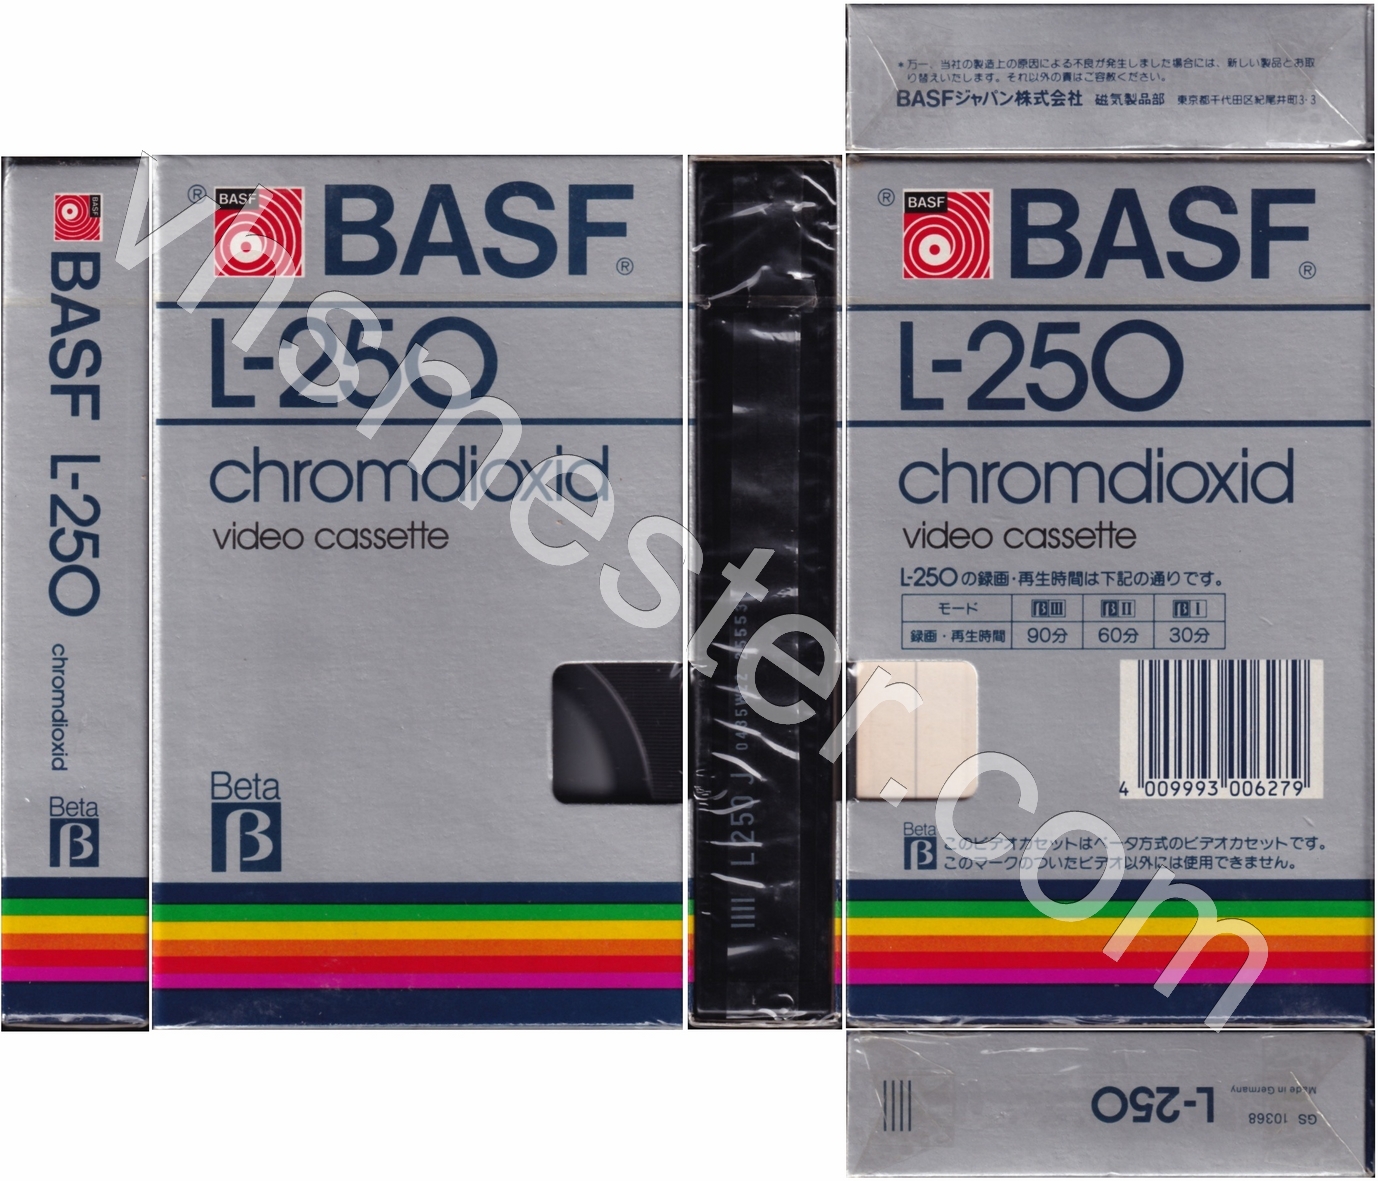 *万一、当社の製造上の原因による不良が発生しました場合には、新しい製品とお取
り替えいたします。それ以外の責はご容赦ください。
BASFジャパン株式会社 磁気製品部 東京都千代田区紀尾井町3-3
BASF
BASF L-250 chromdioxid
Beta
β
® BASF BASF®
L-250
chromdioxid
video cassette
Beta
β
L250 J
® BASF BASF®
L-250
chromdioxid
video cassette
L-250の録画・再生時間は下記の通りです。
モード βIII βII βI
録画・再生時間 90分 60分 30分
4 009993 006279
Beta
β
このビデオカセットはベータ方式のビデオカセットです。
このマークのついたビデオ以外には使用できません。
L-250
Made in Germany
GS 10368
vhsmester.com